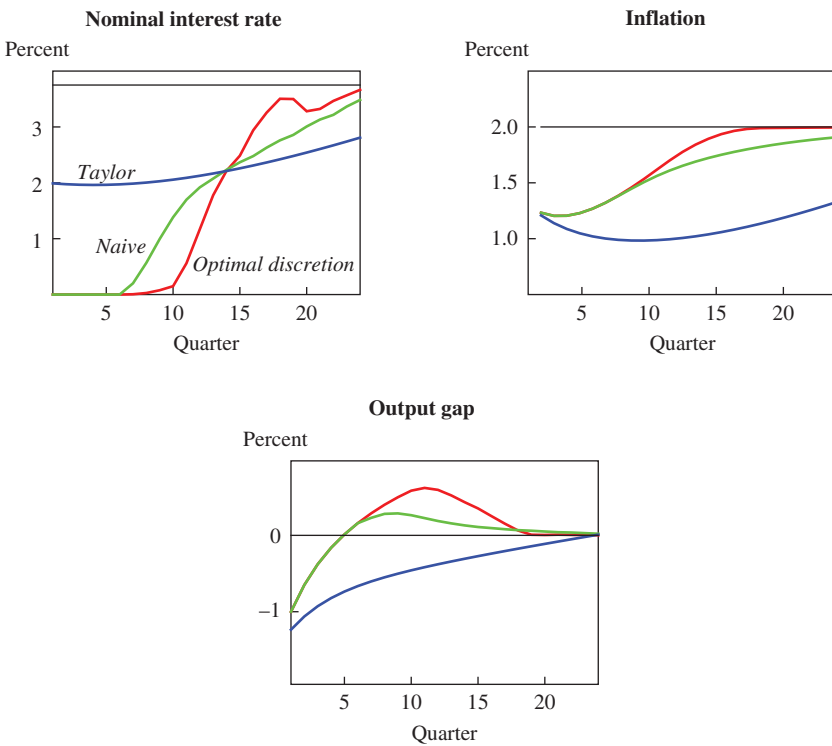 Nominal interest rate
Percent
3
2
1
Taylor
Naive
Optimal discretion
5 10 15 20
Quarter
Inflation
Percent
2.0
1.5
1.0
5 10 15 20
Quarter
Output gap
Percent
0
–1
5 10 15 20
Quarter